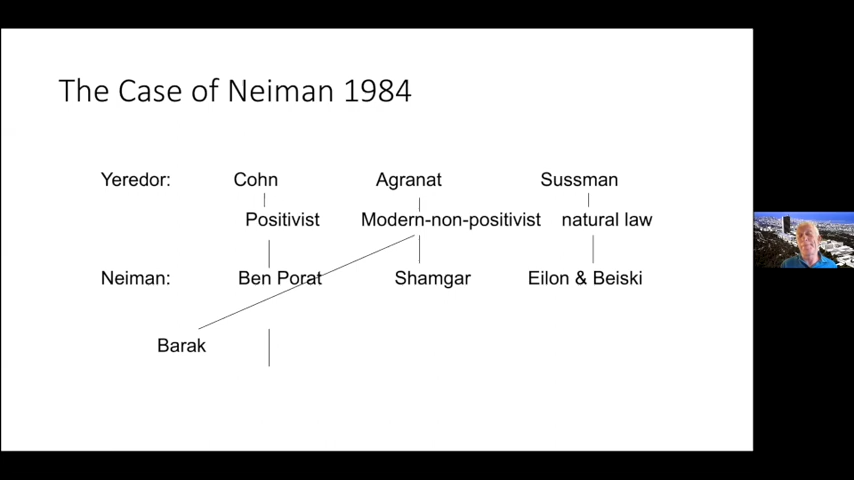 The Case of Neiman 1984
Yeredor: Cohn Agranat Sussman
Positivist Modern-non-positivist natural law
Neiman: Ben Porat Shamgar Eilon & Beiski
Barak